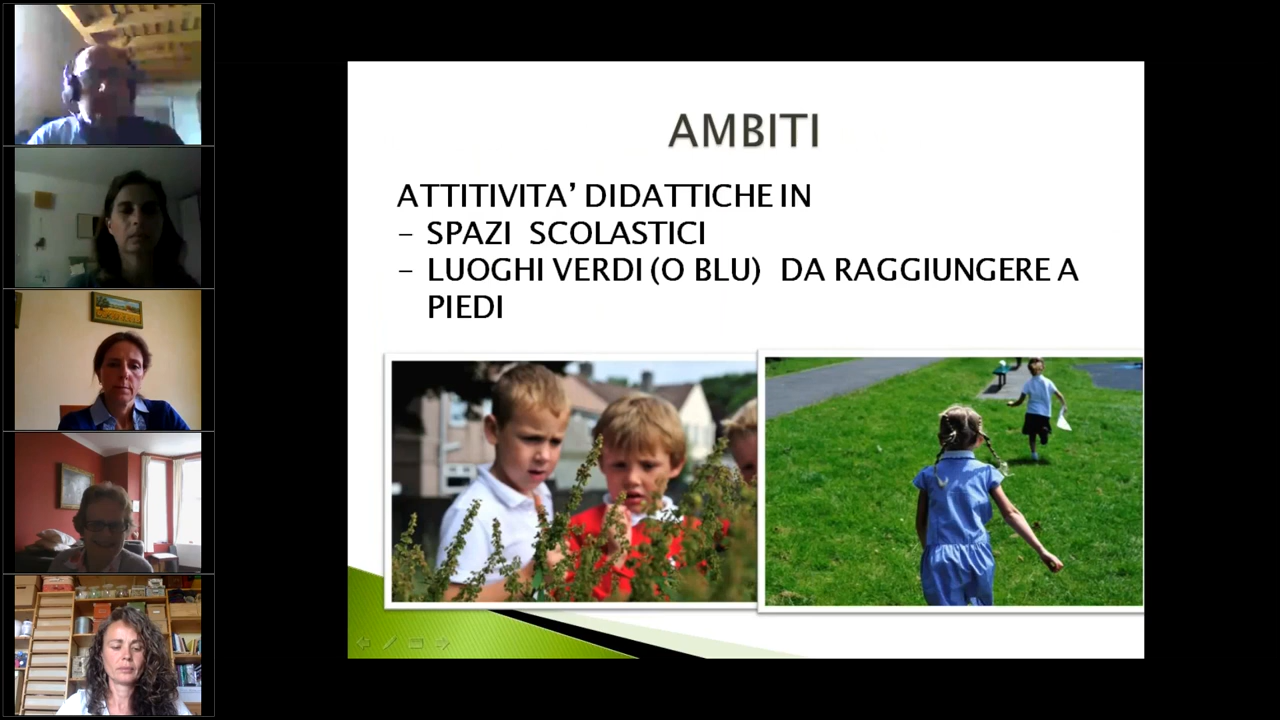 AMBITI
ATTITIVITA’ DIDATTICHE IN
– SPAZI SCOLASTICI
– LUOGHI VERDI (O BLU) DA RAGGIUNGERE A
PIEDI